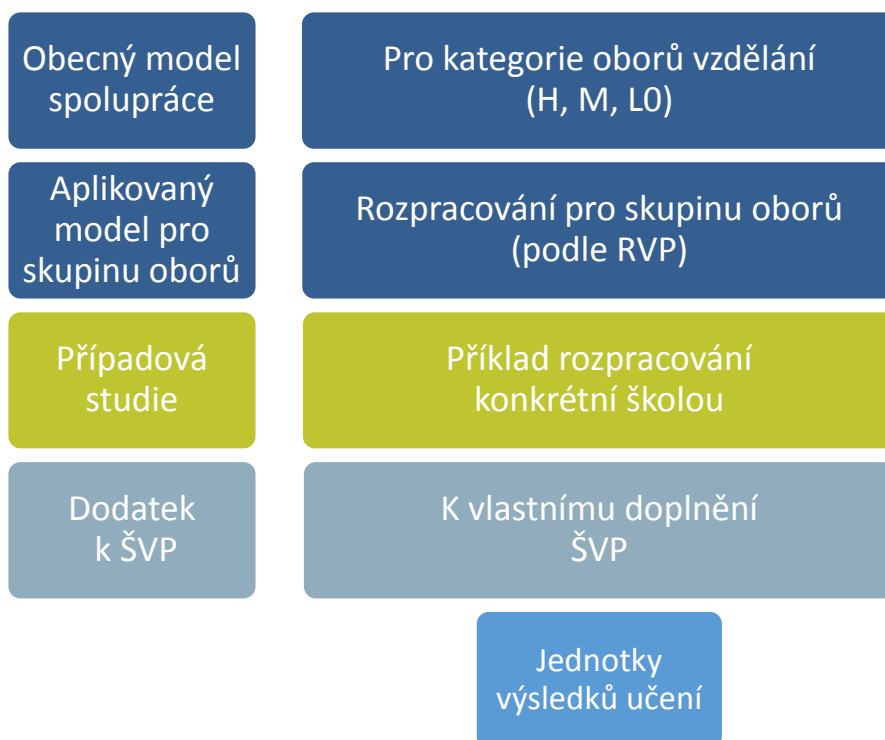 Obecný model
spolupráce
Pro kategorie oborů vzdělání
(H, M, L0)
Aplikovaný
model pro
skupinu oborů
Rozpracování pro skupinu oborů
(podle RVP)
Případová
studie
Příklad rozpracování
konkrétní školou
Dodatek
k ŠVP
K vlastnímu doplnění
ŠVP
Jednotky
výsledků učení